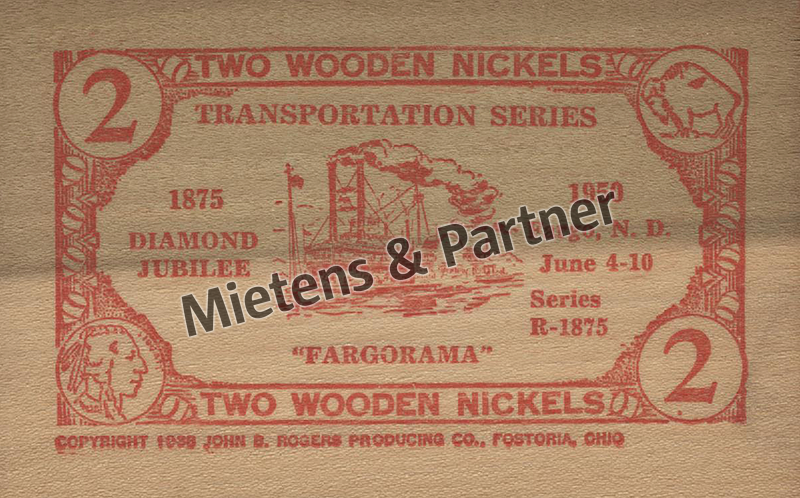 2
TWO WOODEN NICKELS
TRANSPORTATION SERIES
1875
DIAMOND
JUBILEE
1950
Fargo, N. D.
June 4-10
Series
R-1875
Mietens & Partner
"FARGORAMA"
2
TWO WOODEN NICKELS
COPYRIGHT 1938 JOHN B. ROGERS PRODUCING CO., FOSTORIA, OHIO